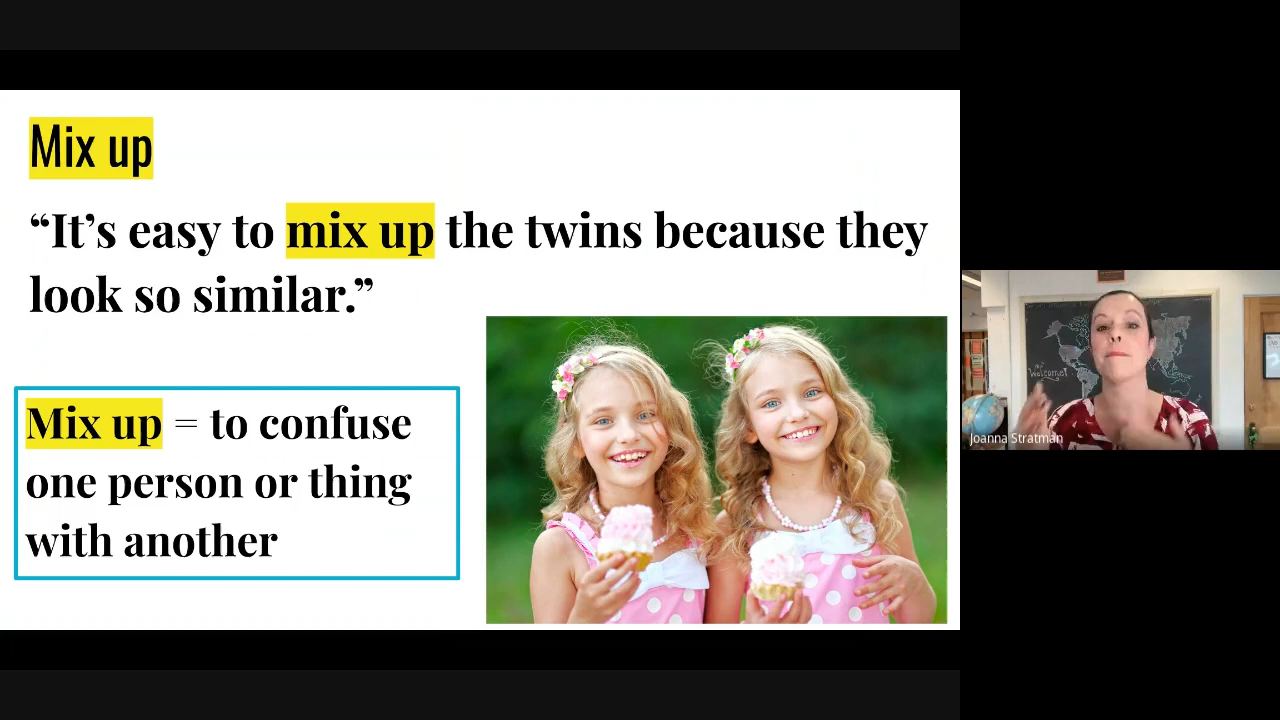 Mix up
“It’s easy to mix up the twins because they
look so similar.”
Mix up = to confuse
one person or thing
with another
Welcome!
Joanna Stratman